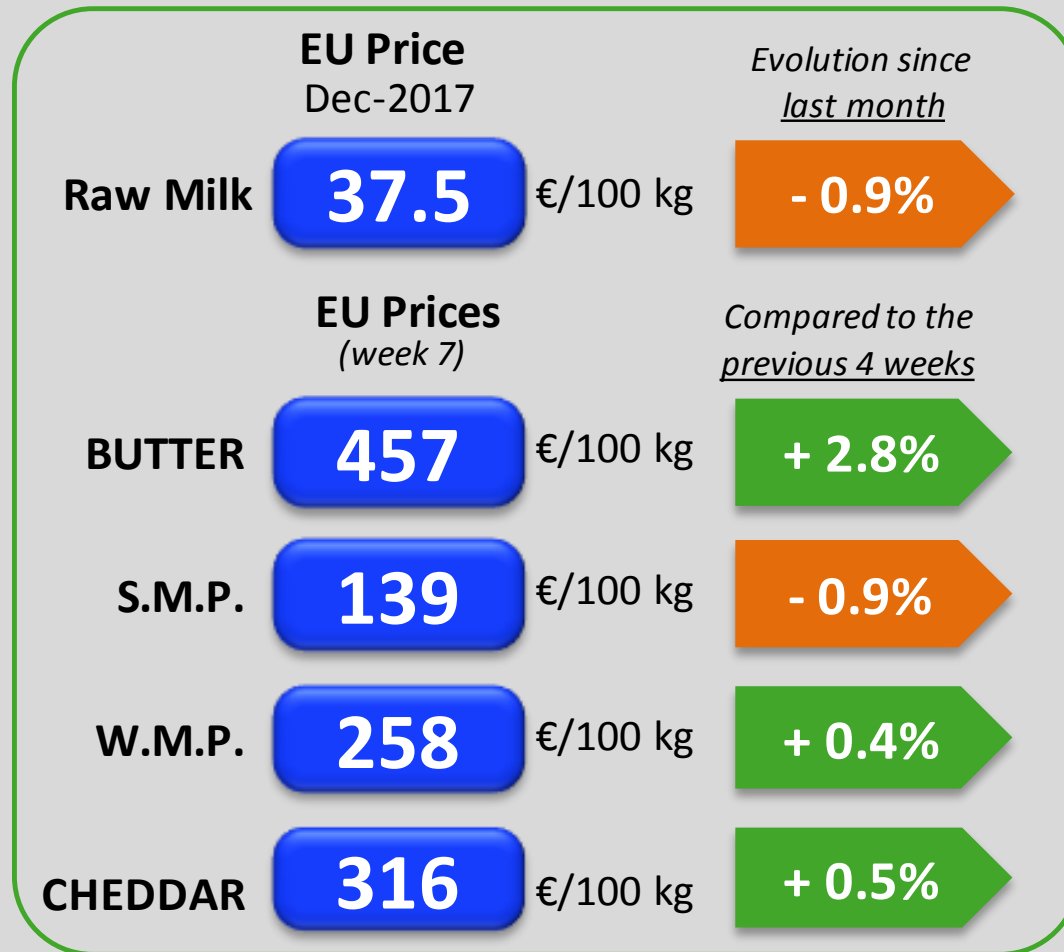 EU Price
Dec-2017
Evolution since
last month
Raw Milk 37.5 €/100 kg - 0.9%
EU Prices
(week 7)
Compared to the
previous 4 weeks
BUTTER 457 €/100 kg + 2.8%
S.M.P. 139 €/100 kg - 0.9%
W.M.P. 258 €/100 kg + 0.4%
CHEDDAR 316 €/100 kg + 0.5%